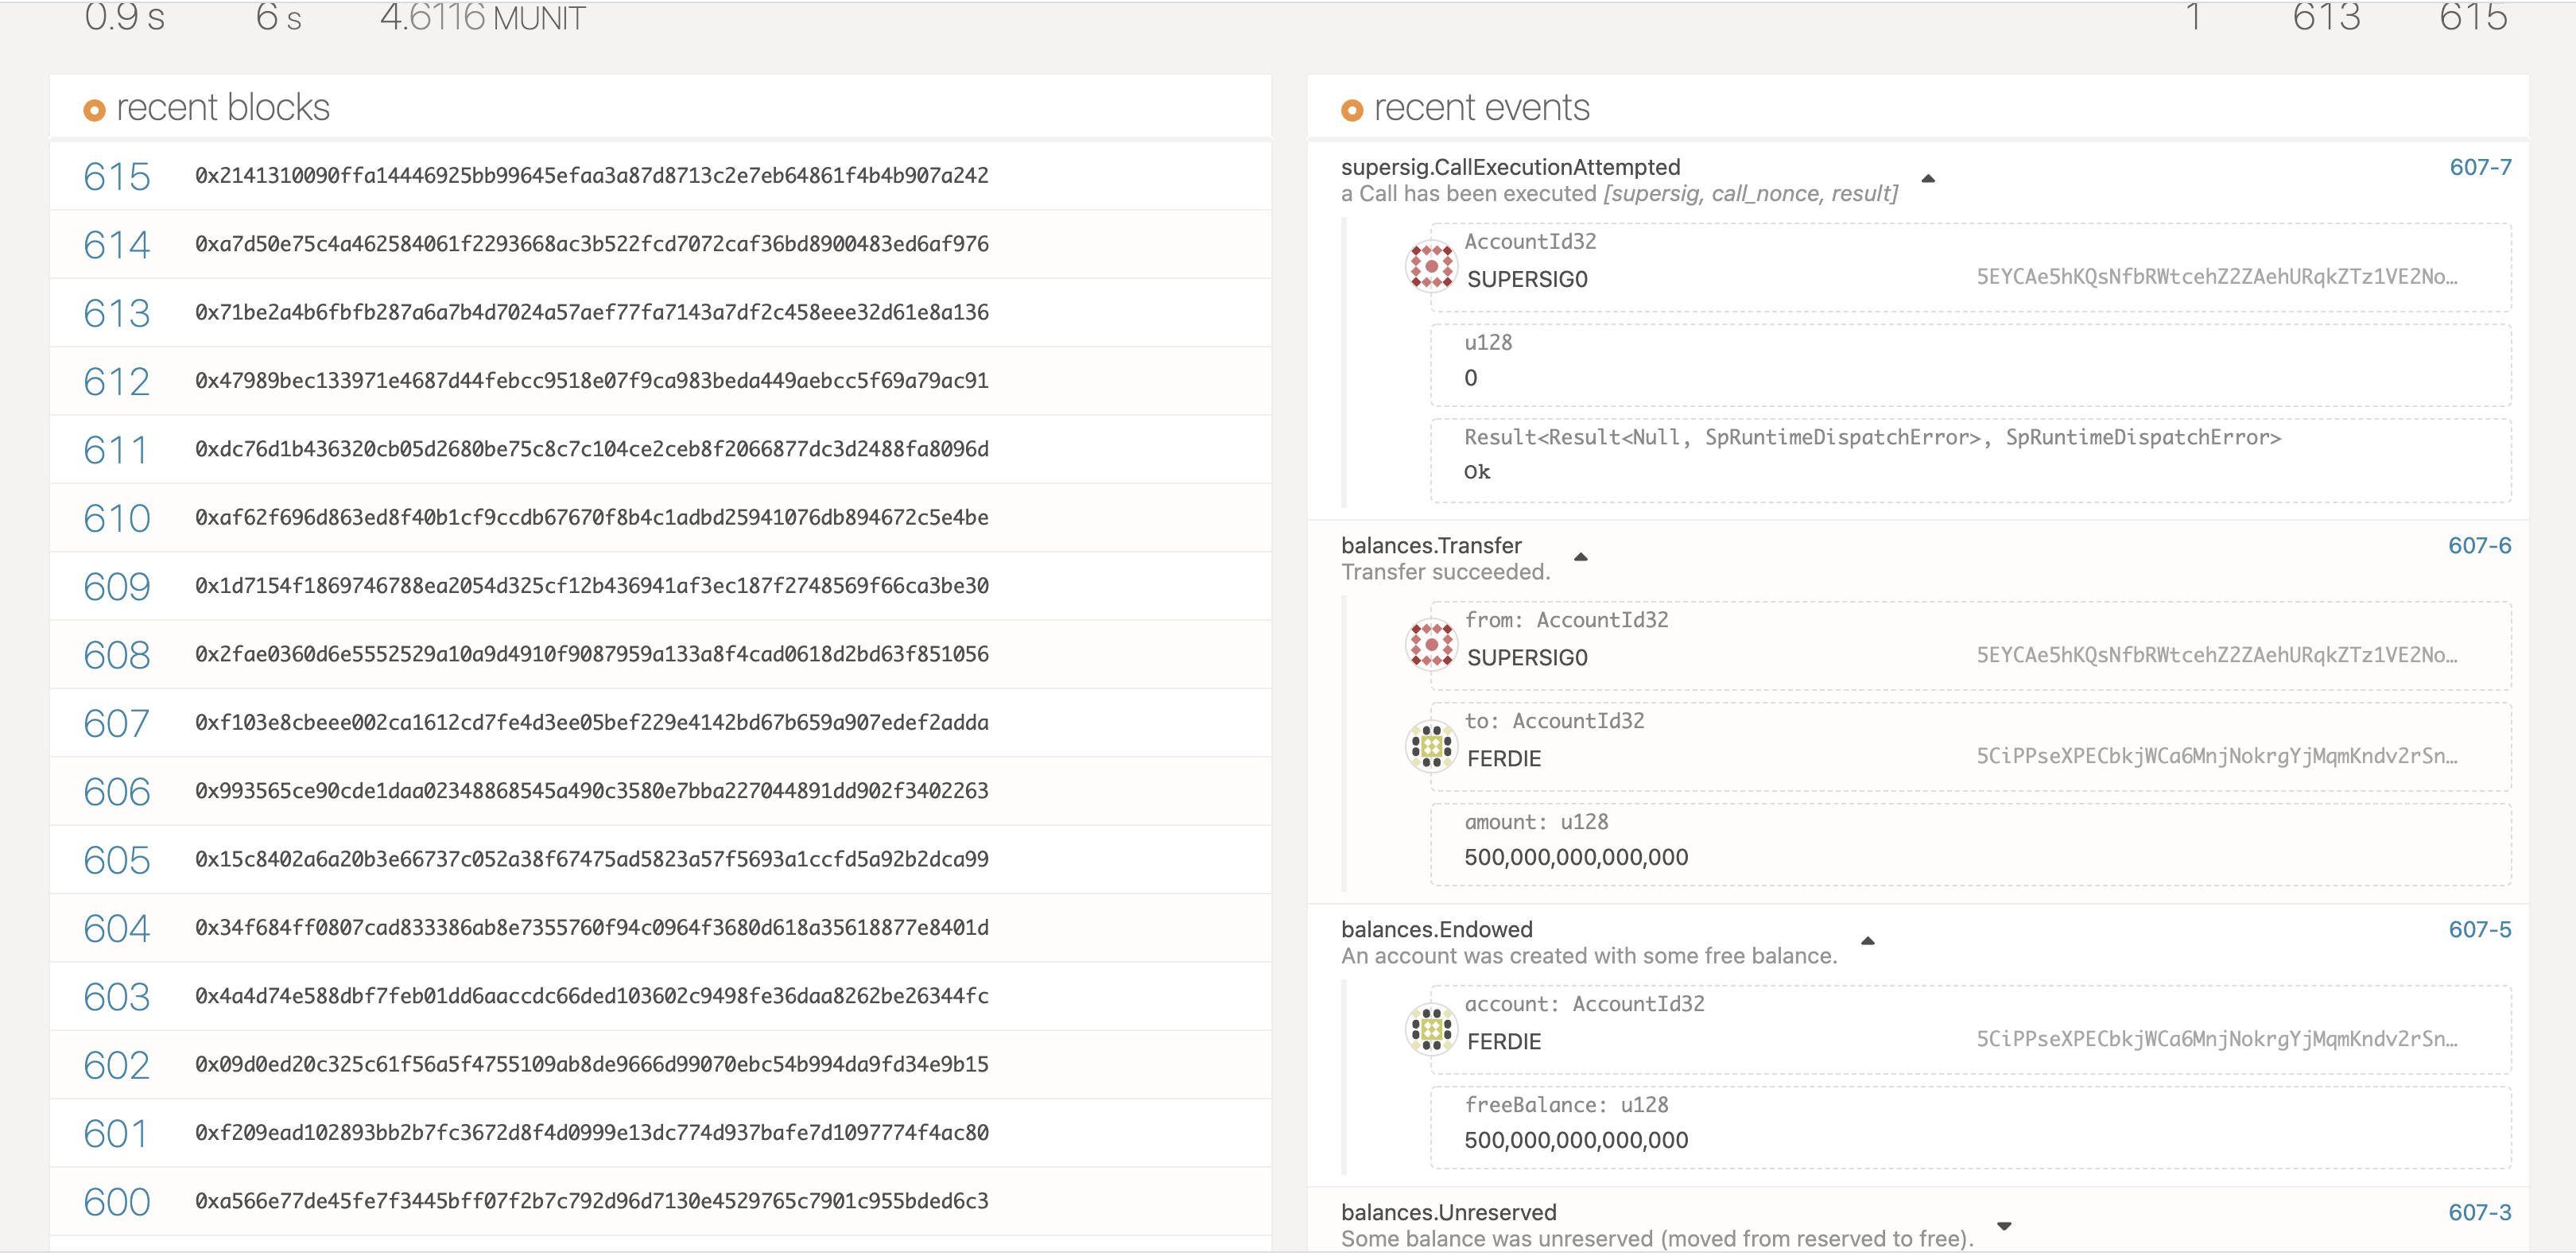 0.9 s 6 s 4.6116 MUNIT 1 613 615
recent blocks
615 0x2141310090ffa14446925bb99645efaa3a87d8713c2e7eb64861f4b4b907a242
614 0xa7d50e75c4a462584061f2293668ac3b522fcd7072caf36bd8900483ed6af976
613 0x71be2a4b6fbfb287a6a7b4d7024a57aef77fa7143a7df2c458eee32d61e8a136
612 0x47989bec133971e4687d44febcc9518e07f9ca983beda449aebcc5f69a79ac91
611 0xdc76d1b436320cb05d2680be75c8c7c104ce2ceb8f2066877dc3d2488fa8096d
610 0xaf62f696d863ed8f40b1cf9ccdb67670f8b4c1adbd25941076db894672c5e4be
609 0x1d7154f1869746788ea2054d325cf12b436941af3ec187f2748569f66ca3be30
608 0x2fae0360d6e5552529a10a9d4910f9087959a133a8f4cad0618d2bd63f851056
607 0xf103e8cbeee002ca1612cd7fe4d3ee05bef229e4142bd67b659a907edef2adda
606 0x993565ce90cde1daa02348868545a490c3580e7bba227044891dd902f3402263
605 0x15c8402a6a20b3e66737c052a38f67475ad5823a57f5693a1ccfd5a92b2dca99
604 0x34f684ff0807cad833386ab8e7355760f94c0964f3680d618a35618877e8401d
603 0x4a4d74e588dbf7feb01dd6aaccdc66ded103602c9498fe36daa8262be26344fc
602 0x09d0ed20c325c61f56a5f4755109ab8de9666d99070ebc54b994da9fd34e9b15
601 0xf209ead102893bb2b7fc3672d8f4d0999e13dc774d937bafe7d1097774f4ac80
600 0xa566e77de45fe7f3445bff07f2b7c792d96d7130e4529765c7901c955bded6c3
recent events
supersig.CallExecutionAttempted 607-7
a Call has been executed [supersig, call_nonce, result]
AccountId32
SUPERSIG0 5EYCAe5hKQsNfbRWtcehZ2ZAehURqkZTz1VE2No…
u128
0
Result<Result<Null, SpRuntimeDispatchError>, SpRuntimeDispatchError>
Ok
balances.Transfer 607-6
Transfer succeeded.
from: AccountId32
SUPERSIG0 5EYCAe5hKQsNfbRWtcehZ2ZAehURqkZTz1VE2No…
to: AccountId32
FERDIE 5CiPPseXPECbkjWCa6MnjNokrgYjMqmKndv2rSn…
amount: u128
500,000,000,000,000
balances.Endowed 607-5
An account was created with some free balance.
account: AccountId32
FERDIE 5CiPPseXPECbkjWCa6MnjNokrgYjMqmKndv2rSn…
freeBalance: u128
500,000,000,000,000
balances.Unreserved 607-3
Some balance was unreserved (moved from reserved to free).